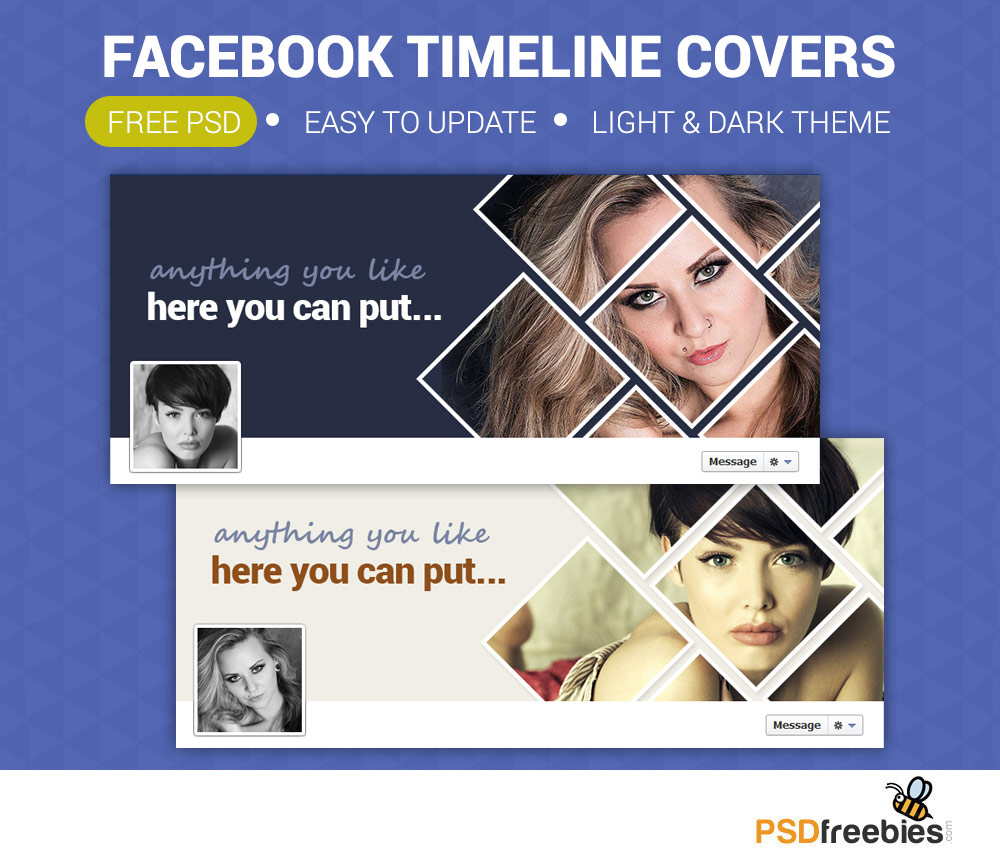 FACEBOOK TIMELINE COVERS
FREE PSD • EASY TO UPDATE • LIGHT & DARK THEME
anything you like
here you can put...
Message
anything you like
here you can put...
Message
PSDfreebies.com